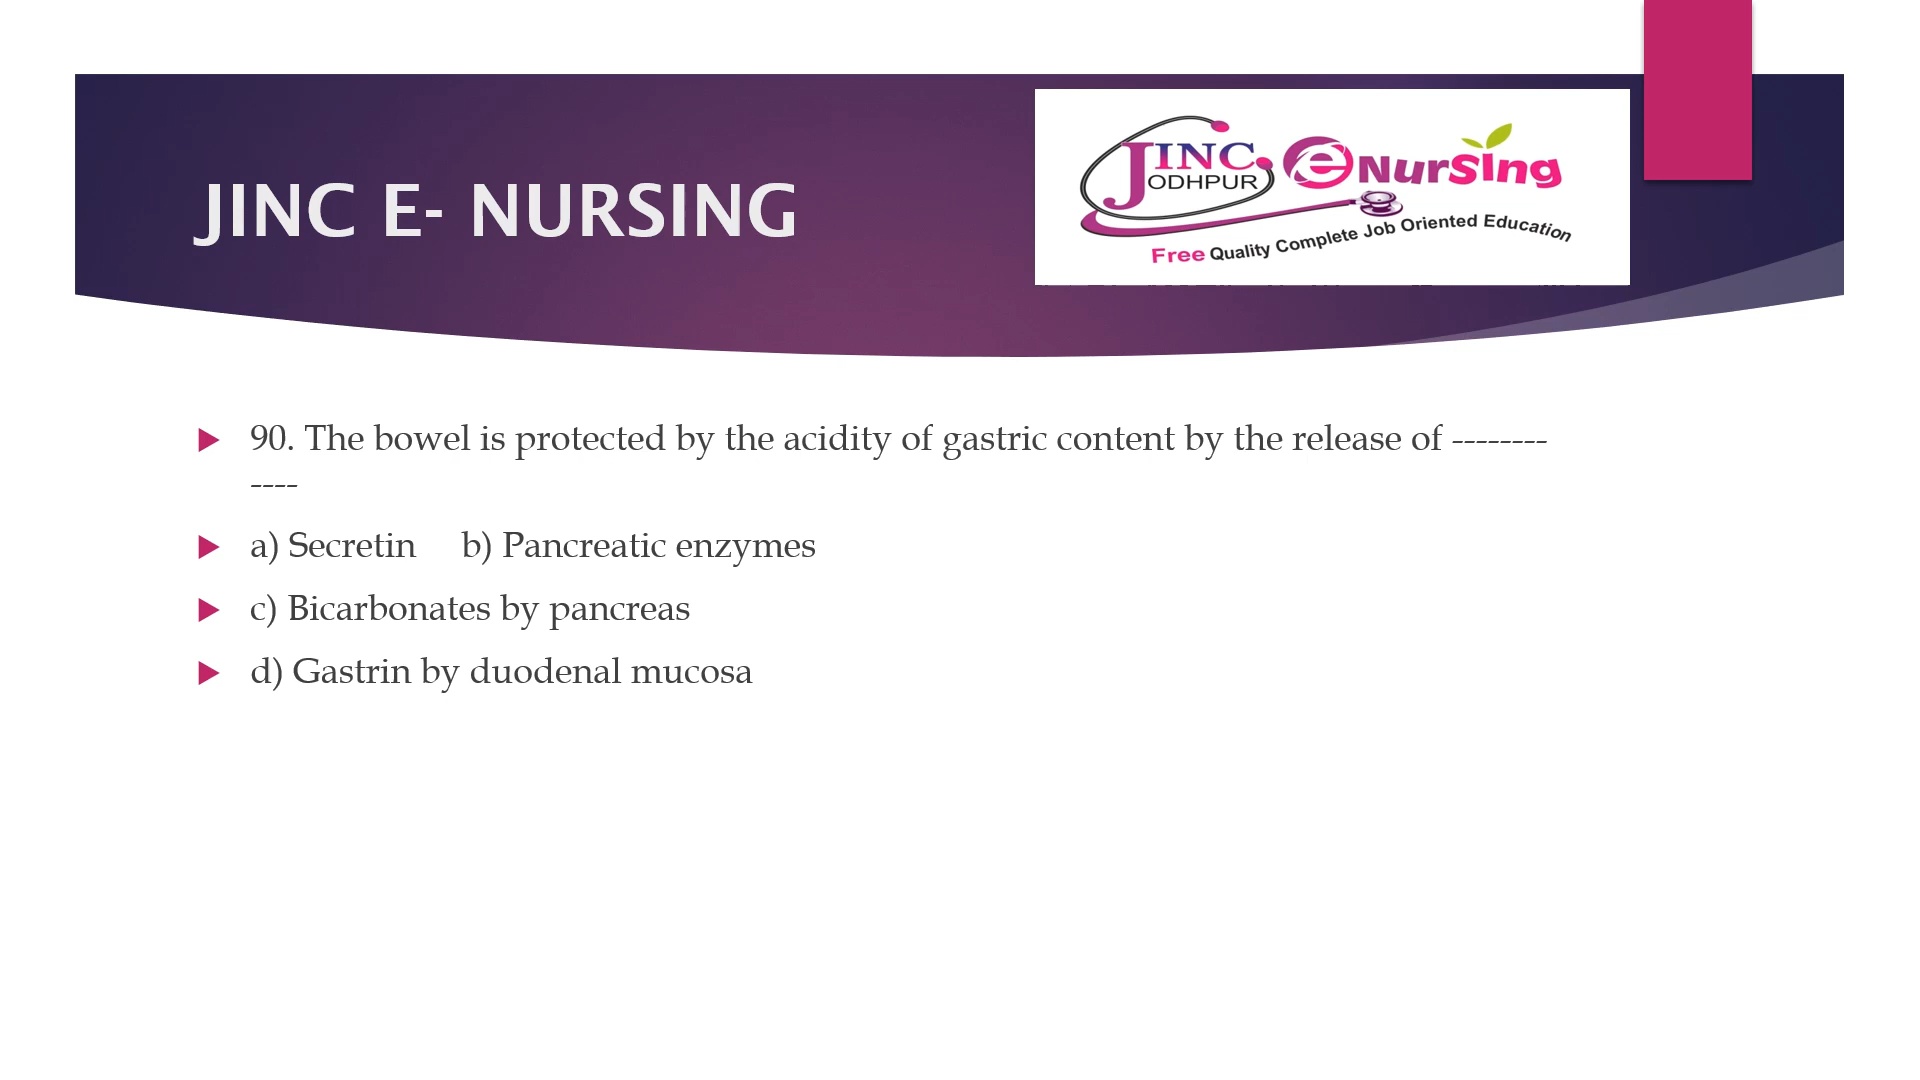 JINC E- NURSING
JINC
ODHPUR
eNursing
Free Quality Complete Job Oriented Education
90. The bowel is protected by the acidity of gastric content by the release of --------
----
a) Secretin b) Pancreatic enzymes
c) Bicarbonates by pancreas
d) Gastrin by duodenal mucosa